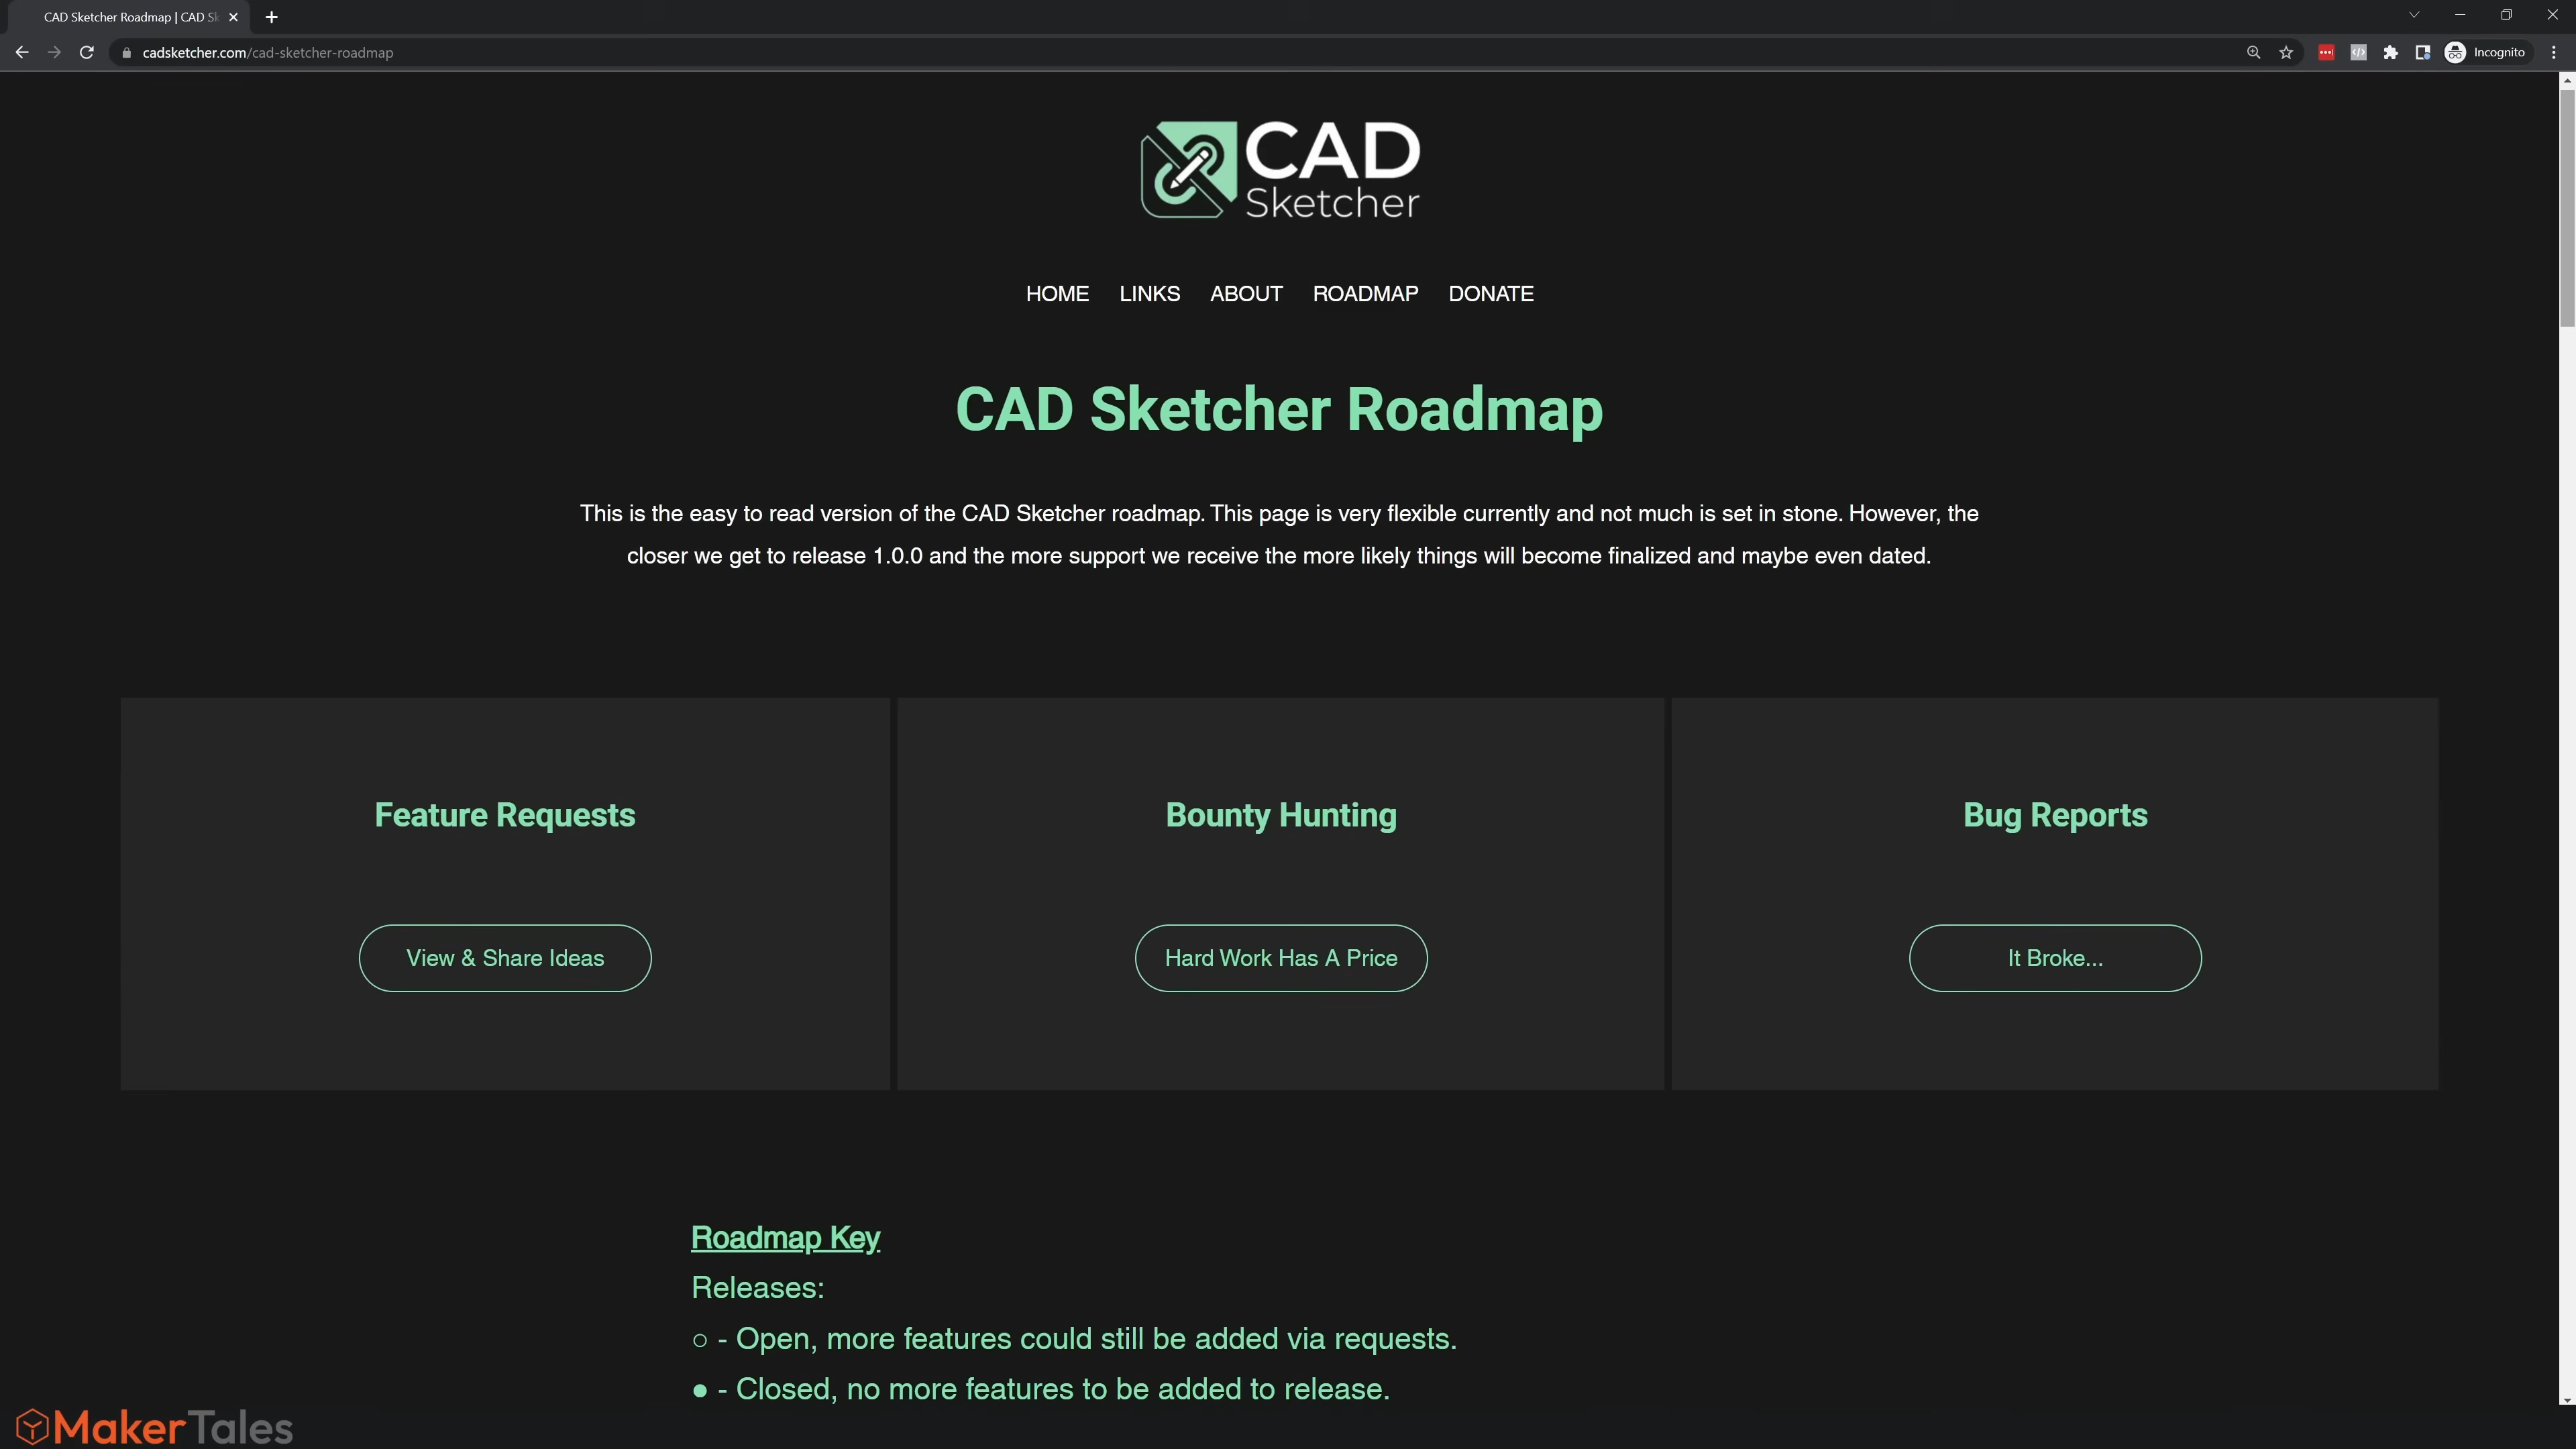 CAD Sketcher Roadmap | CAD Sk
cadsketcher.com/cad-sketcher-roadmap
Incognito
CAD
Sketcher
HOME LINKS ABOUT ROADMAP DONATE
CAD Sketcher Roadmap
This is the easy to read version of the CAD Sketcher roadmap. This page is very flexible currently and not much is set in stone. However, the
closer we get to release 1.0.0 and the more support we receive the more likely things will become finalized and maybe even dated.
Feature Requests
View & Share Ideas
Bounty Hunting
Hard Work Has A Price
Bug Reports
It Broke...
Roadmap Key
Releases:
○ - Open, more features could still be added via requests.
● - Closed, no more features to be added to release.
MakerTales